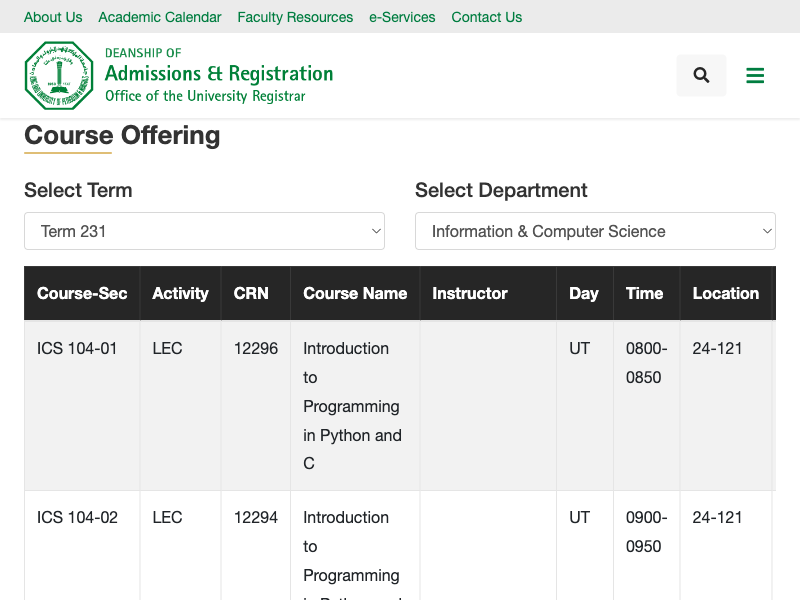 About Us Academic Calendar Faculty Resources e-Services Contact Us
DEANSHIP OF
Admissions & Registration
Office of the University Registrar
Course Offering
Select Term Select Department
Term 231 Information & Computer Science
Course-Sec Activity CRN Course Name Instructor Day Time Location
ICS 104-01 LEC 12296 Introduction UT 0800- 24-121
to 0850
Programming
in Python and
C
ICS 104-02 LEC 12294 Introduction UT 0900- 24-121
to 0950
Programming
in Python and